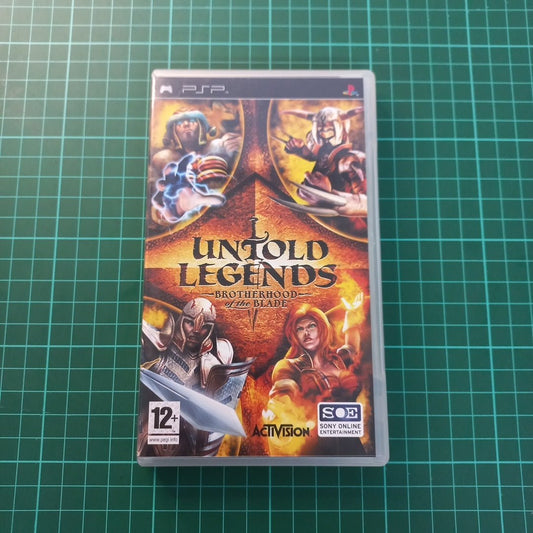 PSP
UNTOLD
LEGENDS
BROTHERHOOD
of the BLADE
12+
www.pegi.info
ACTIVISION
SOE
SONY ONLINE
ENTERTAINMENT